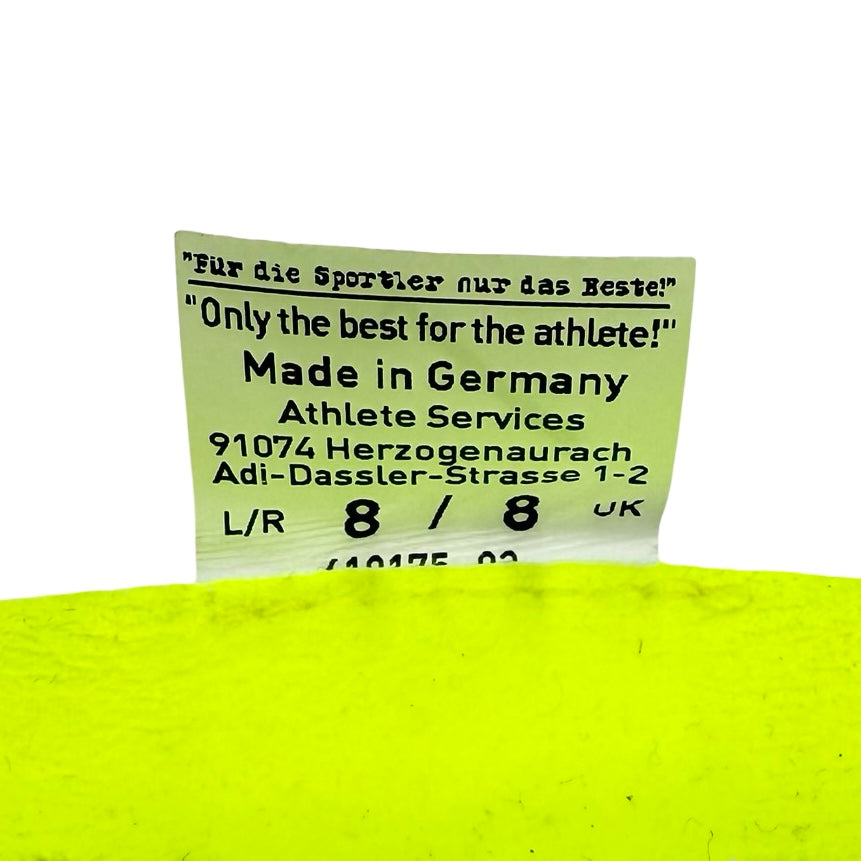 "Für die Sportler nur das Beste!"
"Only the best for the athlete!"
Made in Germany
Athlete Services
91074 Herzogenaurach
Adi-Dassler-Strasse 1-2
L/R 8 / 8 UK